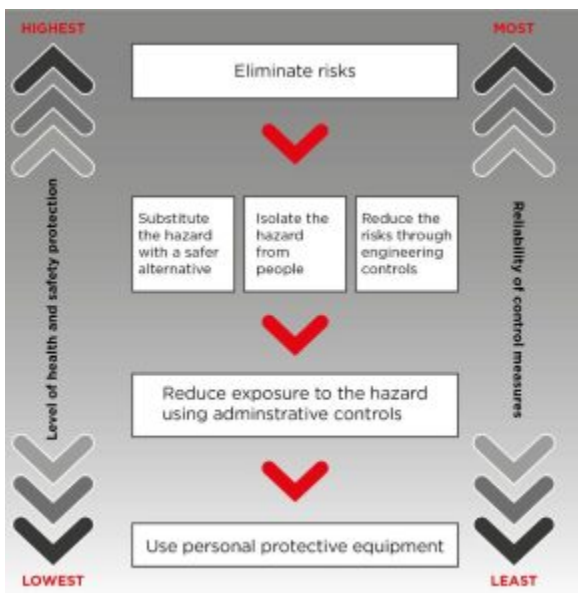 HIGHEST
MOST
Eliminate risks
Substitute
the hazard
with a safer
alternative
Isolate the
hazard
from
people
Reduce the
risks through
engineering
controls
Level of health and safety protection
Reliability of control measures
Reduce exposure to the hazard
using adminstrative controls
Use personal protective equipment
LOWEST
LEAST